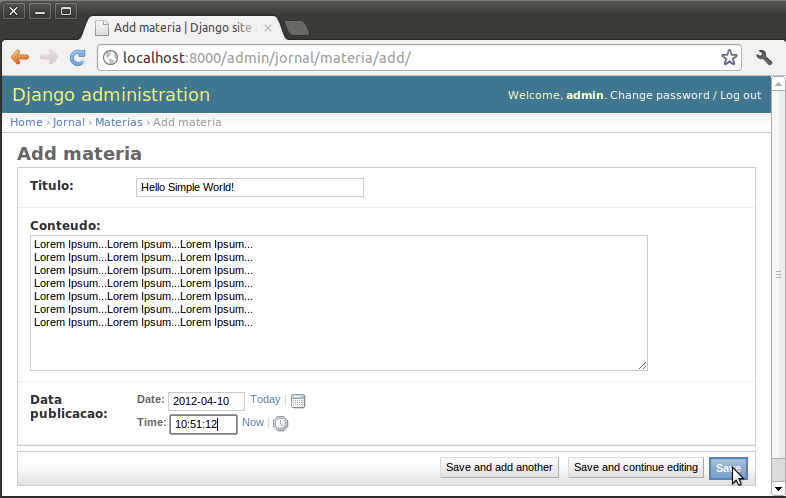 Add materia | Django site a
localhost:8000/admin/jornal/materia/add/
Django administration
Welcome, admin. Change password / Log out
Home › Jornal › Materias › Add materia
Add materia
Titulo: Hello Simple World!
Conteudo:
Lorem Ipsum...Lorem Ipsum...Lorem Ipsum...
Lorem Ipsum...Lorem Ipsum...Lorem Ipsum...
Lorem Ipsum...Lorem Ipsum...Lorem Ipsum...
Lorem Ipsum...Lorem Ipsum...Lorem Ipsum...
Lorem Ipsum...Lorem Ipsum...Lorem Ipsum...
Lorem Ipsum...Lorem Ipsum...Lorem Ipsum...
Lorem Ipsum...Lorem Ipsum...Lorem Ipsum...
Data
publicacao:
Date: 2012-04-10 Today |
Time: 10:51:12 Now |
Save and add another Save and continue editing Save